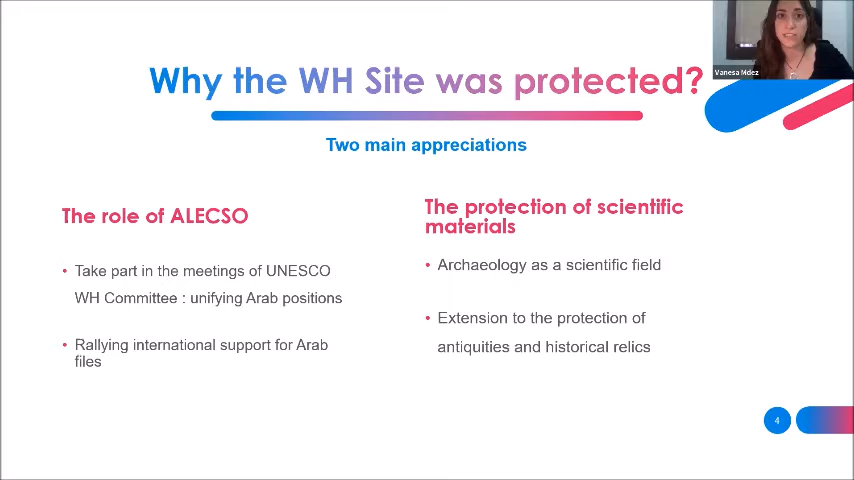 Vanesa Mdez
Why the WH Site was protected?
Two main appreciations
The role of ALECSO
• Take part in the meetings of UNESCO
WH Committee : unifying Arab positions
• Rallying international support for Arab
files
The protection of scientific
materials
• Archaeology as a scientific field
• Extension to the protection of
antiquities and historical relics
4